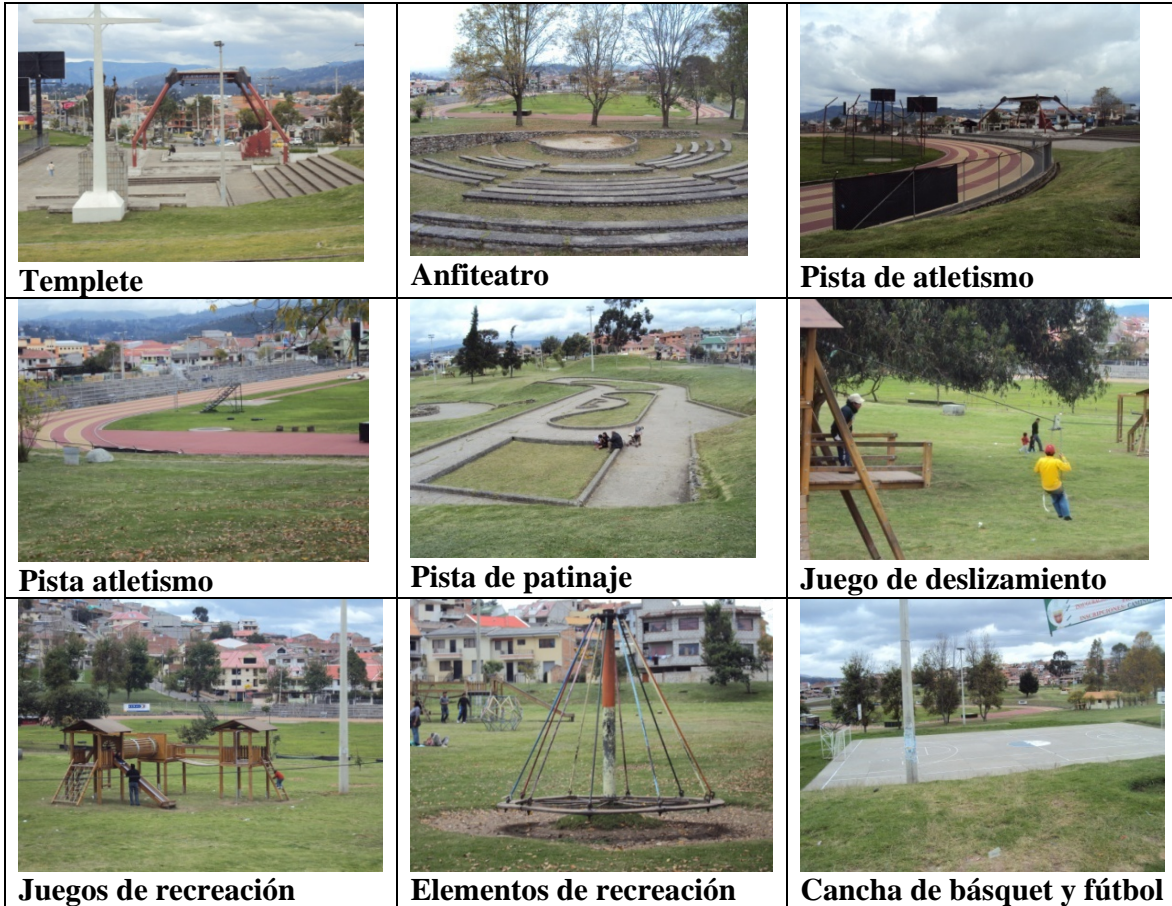 Templete
Anfiteatro
Pista de atletismo
Pista atletismo
Pista de patinaje
Juego de deslizamiento
Juegos de recreación
Elementos de recreación
Cancha de básquet y fútbol